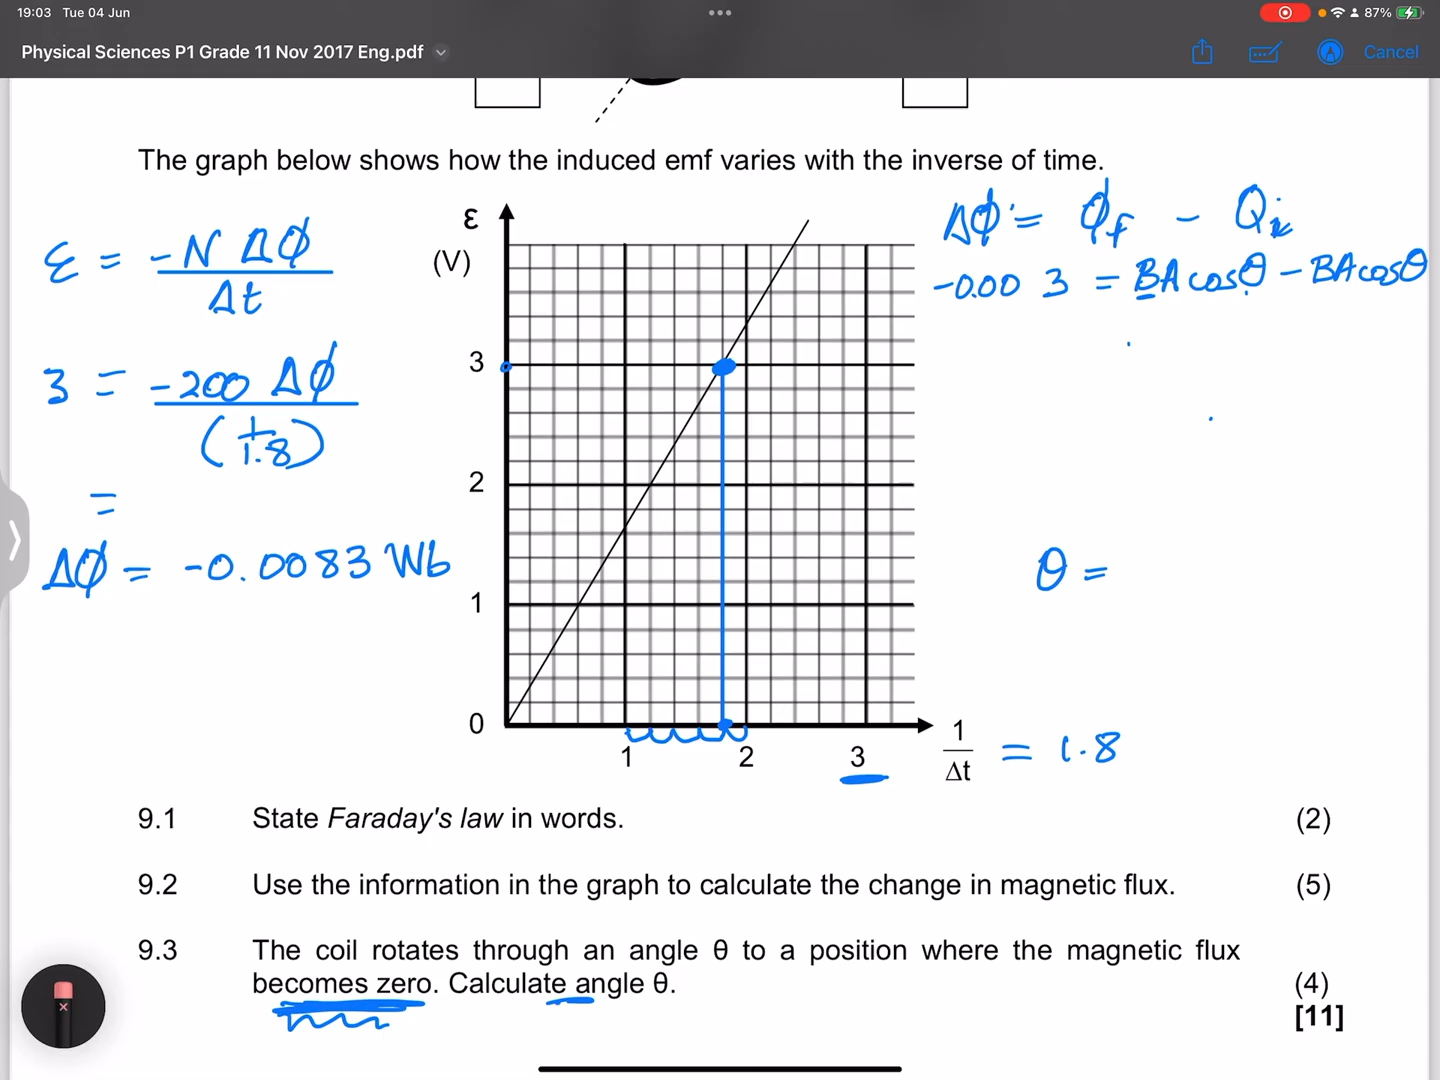 19:03 Tue 04 Jun
87%
Physical Sciences P1 Grade 11 Nov 2017 Eng.pdf
Cancel
The graph below shows how the induced emf varies with the inverse of time.
ε
(V)
3
2
1
0
1 2 3
1/Δt = 1.8
ε = -N Δϕ / Δt
3 = -200 Δϕ / (1/1.8)
=
Δϕ = -0.0083 Wb
Δϕ = ϕf - Qi
-0.00 3 = BA cosθ - BA cosθ
θ =
9.1 State Faraday's law in words. (2)
9.2 Use the information in the graph to calculate the change in magnetic flux. (5)
9.3 The coil rotates through an angle θ to a position where the magnetic flux
becomes zero. Calculate angle θ. (4)
[11]